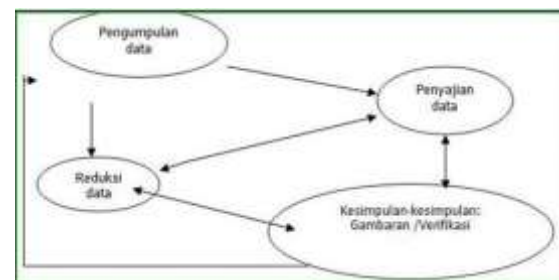 Pengumpulan
data
Penyajian
data
Reduksi
data
Kesimpulan-kesimpulan:
Gambaran /Verifikasi